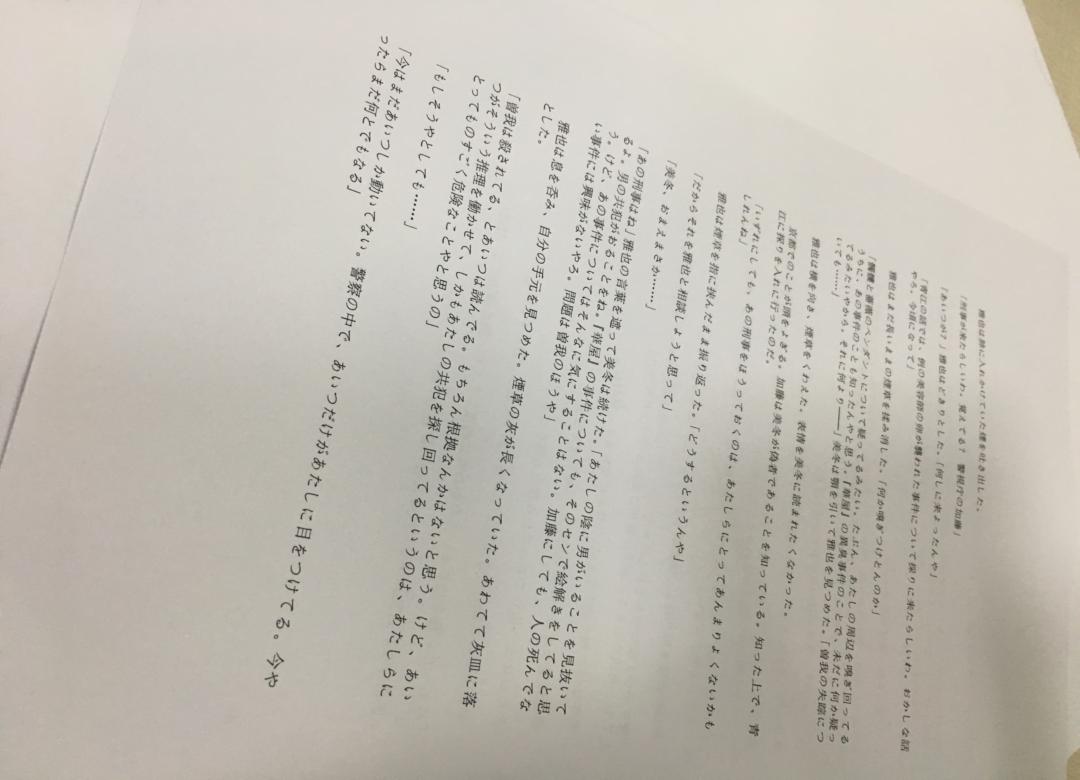 雅也は肺に入れかけていた煙を吐き出した。
「刑事が来たらしいわ。覚えてる？　警視庁の加藤」
「あいつが？」雅也はどきりとした。「何しに来よったんや」
「青江の話では、例の美容師の卵が襲われた事件について探りに来たらしいわ。おかしな話
やろ。今頃になって」
雅也はまだ長いままの煙草を揉み消した。「何か嗅ぎつけとんのか」
「髑髏と薔薇のペンダントについて疑ってるみたい。たぶん、あたしの周辺を嗅ぎ回ってる
うちに、あの事件のことも知ったんやと思う。『華屋』の異臭事件のことで、未だに何か疑っ
てるみたいやから。それに何より――」美冬は顎を引いて雅也を見つめた。「曽我の失踪につ
いても……」
雅也は横を向き、煙草をくわえた。表情を美冬に読まれたくなかった。
京都でのことが頭をよぎる。加藤は美冬が偽者であることを知っている。知った上で、青
江に探りを入れに行ったのだ。
「いずれにしても、あの刑事をほうっておくのは、あたしらにとってあんまりよくないかも
しれんね」
雅也は煙草を指に挟んだまま振り返った。「どうするというんや」
「だからそれを雅也と相談しようと思って」
「美冬、おまえまさか……」
「あの刑事はね」雅也の言葉を遮って美冬は続けた。「あたしの陰に男がいることを見抜いて
るよ。男の共犯がおることをね。『華屋』の事件についても、そのセンで絵解きをしてると思
う。けど、あの事件についてはそんなに気にすることはない。加藤にしても、人の死んでな
い事件には興味がないやろ。問題は曽我のほうや」
雅也は息を呑み、自分の手元を見つめた。煙草の灰が長くなっていた。あわてて灰皿に落
とした。
「曽我は殺されてる、とあいつは読んでる。もちろん根拠なんかはないと思う。けど、あい
つがそういう推理を働かせて、しかもあたしの共犯を探し回ってるというのは、あたしらに
とってものすごく危険なことやと思うの」
「もしそうやとしても……」
「今はまだあいつしか動いてない。警察の中で、あいつだけがあたしに目をつけてる。今や
ったらまだ何とでもなる」